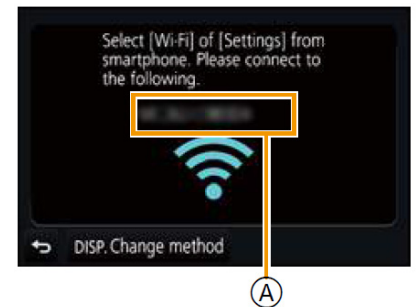 Select [Wi-Fi] of [Settings] from
smartphone. Please connect to
the following.
DISP. Change method
A